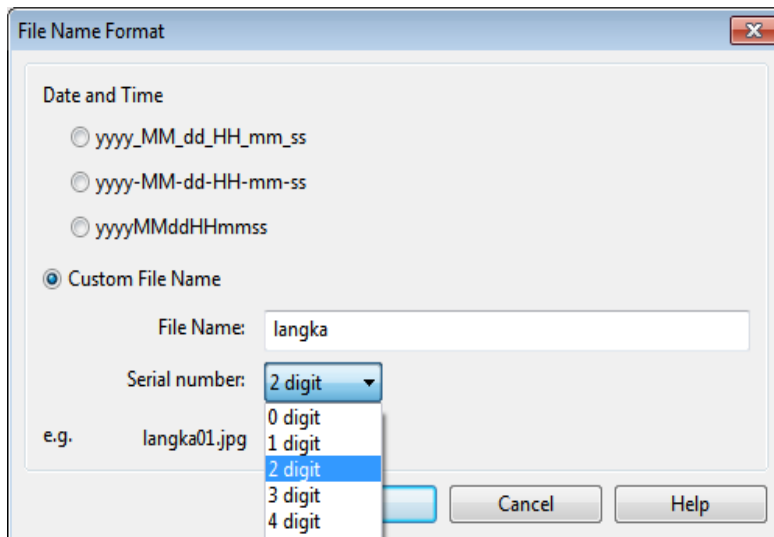 File Name Format
Date and Time
yyyy_MM_dd_HH_mm_ss
yyyy-MM-dd-HH-mm-ss
yyyyMMddHHmmss
Custom File Name
File Name: langka
Serial number: 2 digit
0 digit
e.g. langka01.jpg 1 digit
2 digit
3 digit
Cancel Help
4 digit